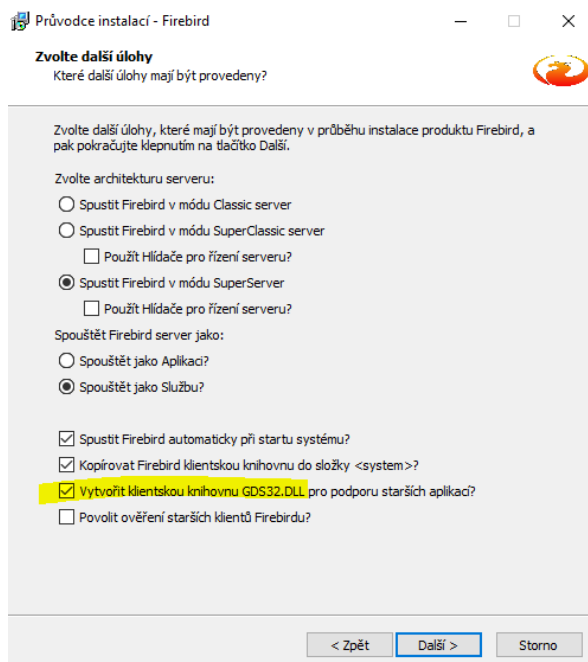 Průvodce instalací - Firebird
Zvolte další úlohy
Které další úlohy mají být provedeny?
Zvolte další úlohy, které mají být provedeny v průběhu instalace produktu Firebird, a
pak pokračujte klepnutím na tlačítko Další.
Zvolte architekturu serveru:
Spustit Firebird v módu Classic server
Spustit Firebird v módu SuperClassic server
Použít Hlídače pro řízení serveru?
Spustit Firebird v módu SuperServer
Použít Hlídače pro řízení serveru?
Spouštět Firebird server jako:
Spouštět jako Aplikaci?
Spouštět jako Službu?
Spustit Firebird automaticky při startu systému?
Kopírovat Firebird klientskou knihovnu do složky <system>?
Vytvořit klientskou knihovnu GDS32.DLL pro podporu starších aplikací?
Povolit ověření starších klientů Firebirdu?
< Zpět
Další >
Storno